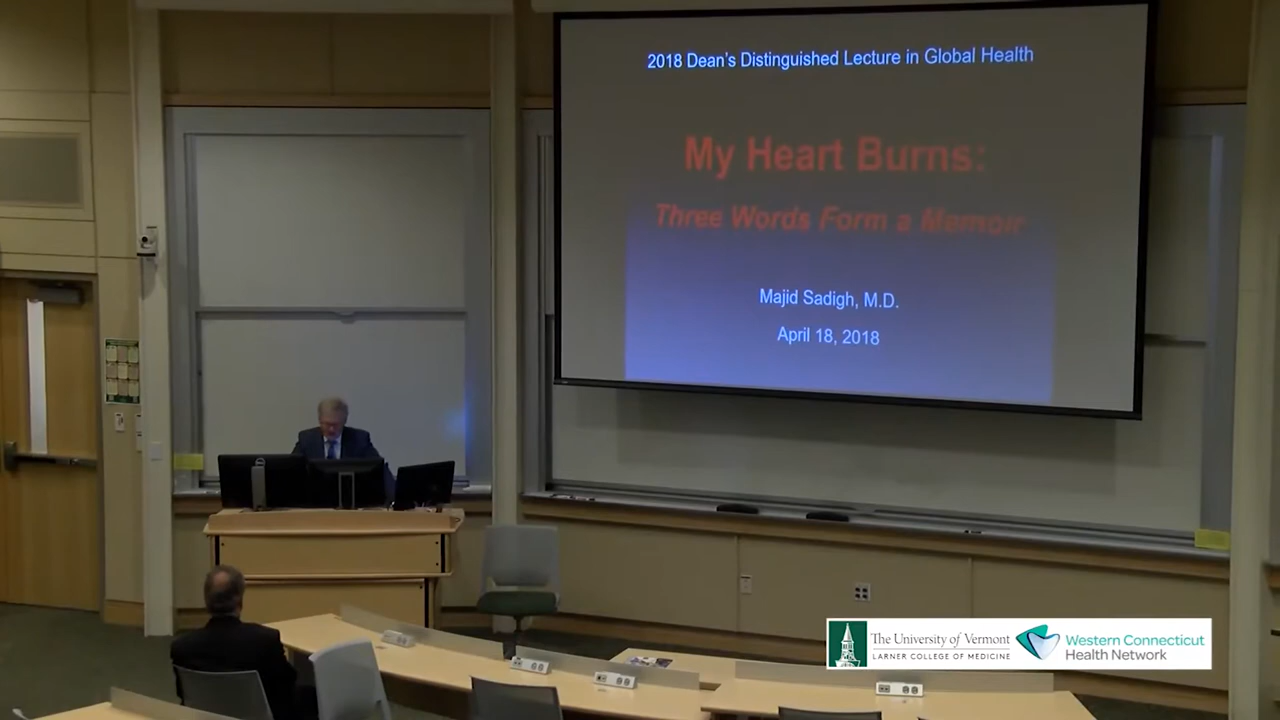 2018 Dean's Distinguished Lecture in Global Health
My Heart Burns:
Three Words Form a Memoir
Majid Sadigh, M.D.
April 18, 2018
The University of Vermont
LARNER COLLEGE OF MEDICINE
Western Connecticut
Health Network